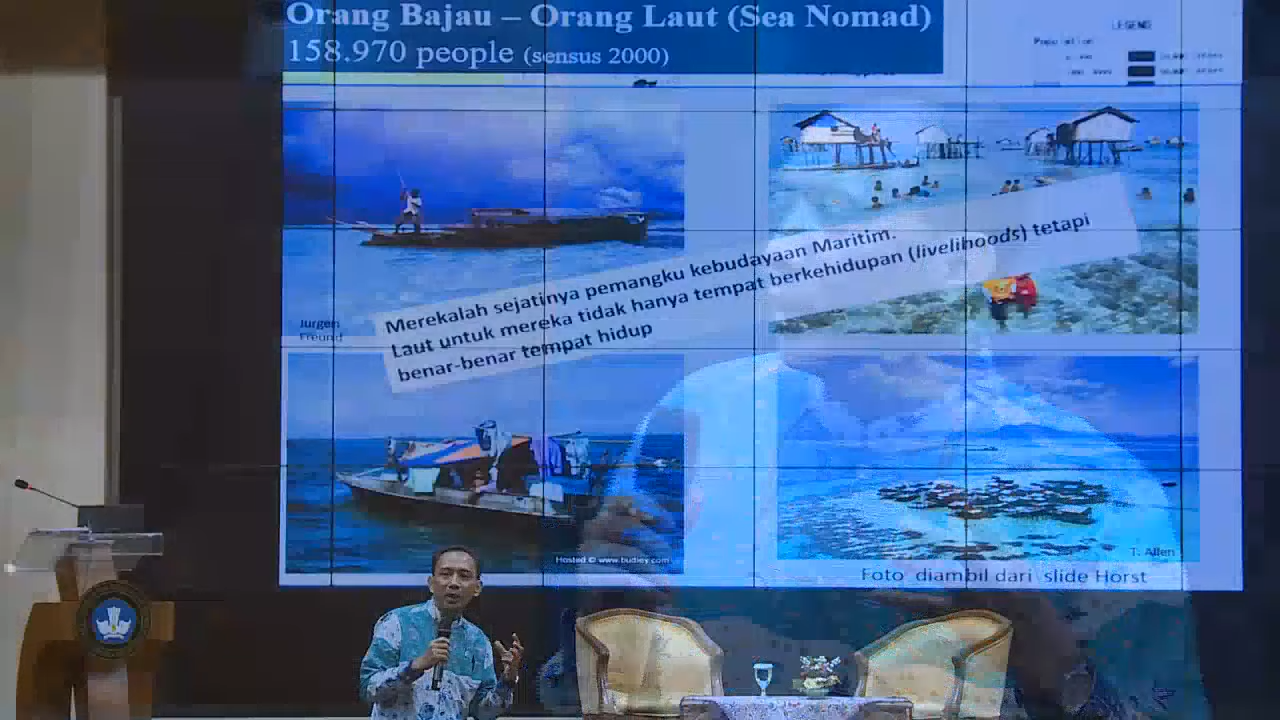 Orang Bajau – Orang Laut (Sea Nomad)
158.970 people (sensus 2000)
LEGEND
Population
Merekalah sejatinya pemangku kebudayaan Maritim.
Laut untuk mereka tidak hanya tempat berkehidupan (livelihoods) tetapi
benar-benar tempat hidup
Jurgen
Freund
Hosted © www.budley.com
T. Allen
Foto diambil dari slide Horst